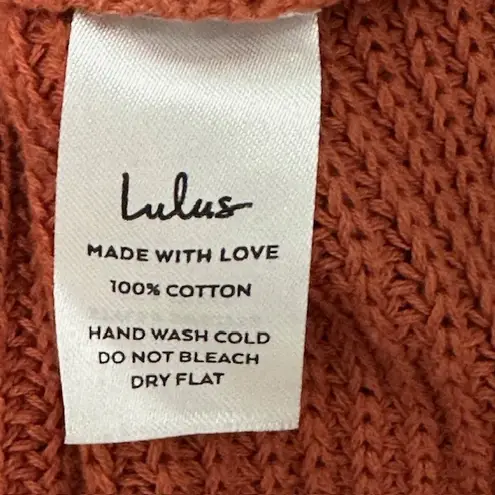 Lulus
MADE WITH LOVE
100% COTTON
HAND WASH COLD
DO NOT BLEACH
DRY FLAT